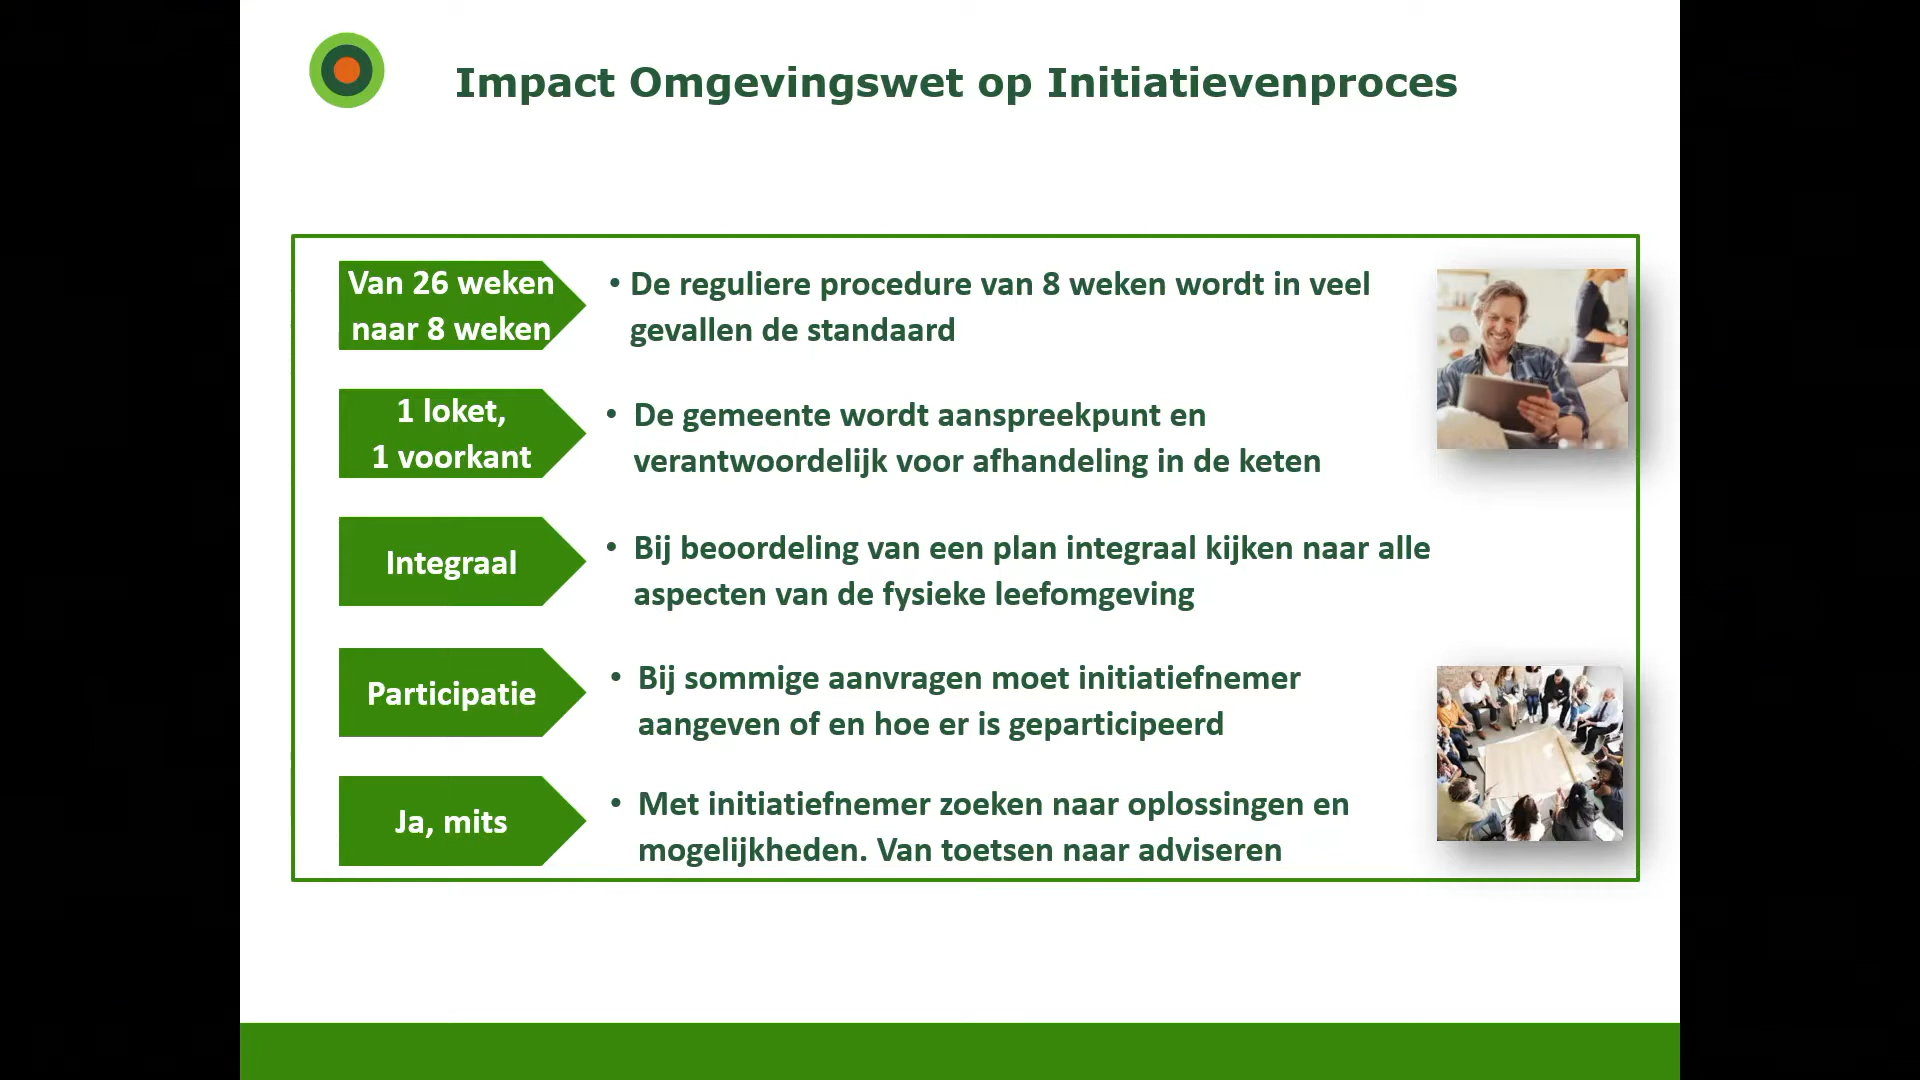 Impact Omgevingswet op Initiatievenproces
Van 26 weken
naar 8 weken
• De reguliere procedure van 8 weken wordt in veel
gevallen de standaard
1 loket,
1 voorkant
• De gemeente wordt aanspreekpunt en
verantwoordelijk voor afhandeling in de keten
Integraal
• Bij beoordeling van een plan integraal kijken naar alle
aspecten van de fysieke leefomgeving
Participatie
• Bij sommige aanvragen moet initiatiefnemer
aangeven of en hoe er is geparticipeerd
Ja, mits
• Met initiatiefnemer zoeken naar oplossingen en
mogelijkheden. Van toetsen naar adviseren